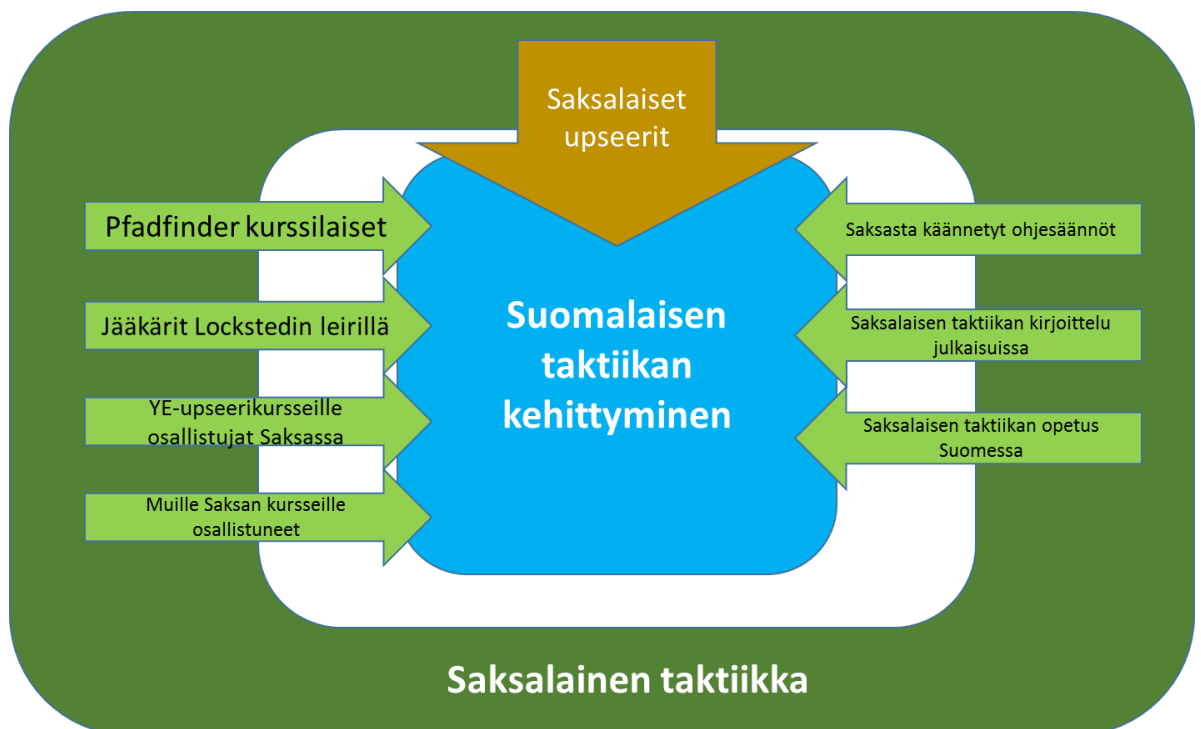 Saksalaiset
upseerit
Pfadfinder kurssilaiset
Jääkärit Lockstedin leirillä
YE-upseerikursseille
osallistujat Saksassa
Muille Saksan kursseille
osallistuneet
Suomalaisen
taktiikan
kehittyminen
Saksasta käännetyt ohjesäännöt
Saksalaisen taktiikan kirjoittelu
julkaisuissa
Saksalaisen taktiikan opetus
Suomessa
Saksalainen taktiikka